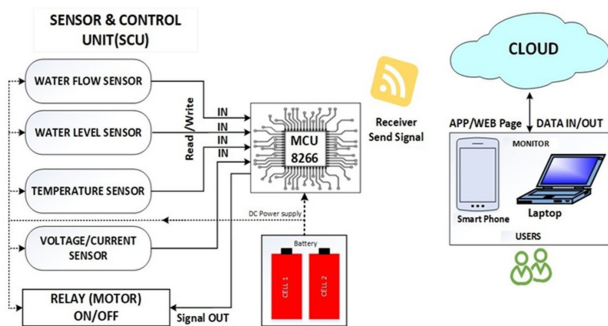 SENSOR & CONTROL
UNIT(SCU)
WATER FLOW SENSOR
WATER LEVEL SENSOR
TEMPERATURE SENSOR
VOLTAGE/CURRENT
SENSOR
RELAY (MOTOR)
ON/OFF
Read /Write
IN
IN
IN
IN
MCU
8266
DC Power supply
Signal OUT
Battery
CELL 1
CELL 2
Receiver
Send Signal
CLOUD
APP/WEB Page
DATA IN/OUT
MONITOR
Smart Phone
Laptop
USERS